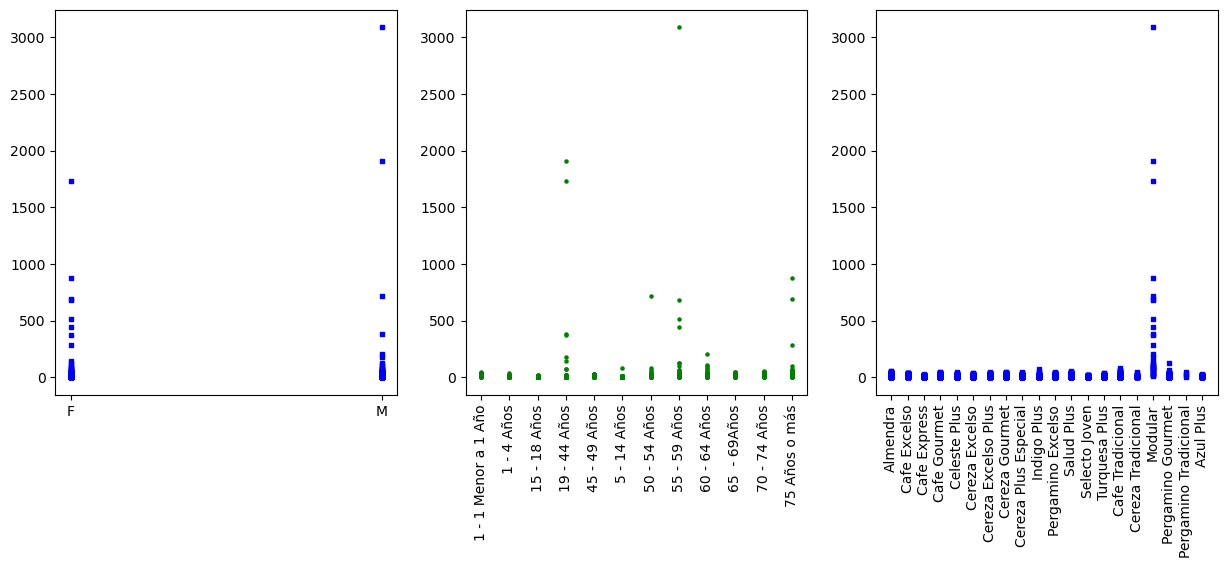 3000
2500
2000
1500
1000
500
0
F
M
3000
2500
2000
1500
1000
500
0
1 - 1 Menor a 1 Año
1 - 4 Años
15 - 18 Años
19 - 44 Años
45 - 49 Años
5 - 14 Años
50 - 54 Años
55 - 59 Años
60 - 64 Años
65  - 69Años
70 - 74 Años
75 Años o más
3000
2500
2000
1500
1000
500
0
Almendra
Cafe Excelso
Cafe Express
Cafe Gourmet
Celeste Plus
Cereza Excelso
Cereza Excelso Plus
Cereza Gourmet
Cereza Plus Especial
Indigo Plus
Pergamino Excelso
Salud Plus
Selecto Joven
Turquesa Plus
Cafe Tradicional
Cereza Tradicional
Modular
Pergamino Gourmet
Pergamino Tradicional
Azul Plus